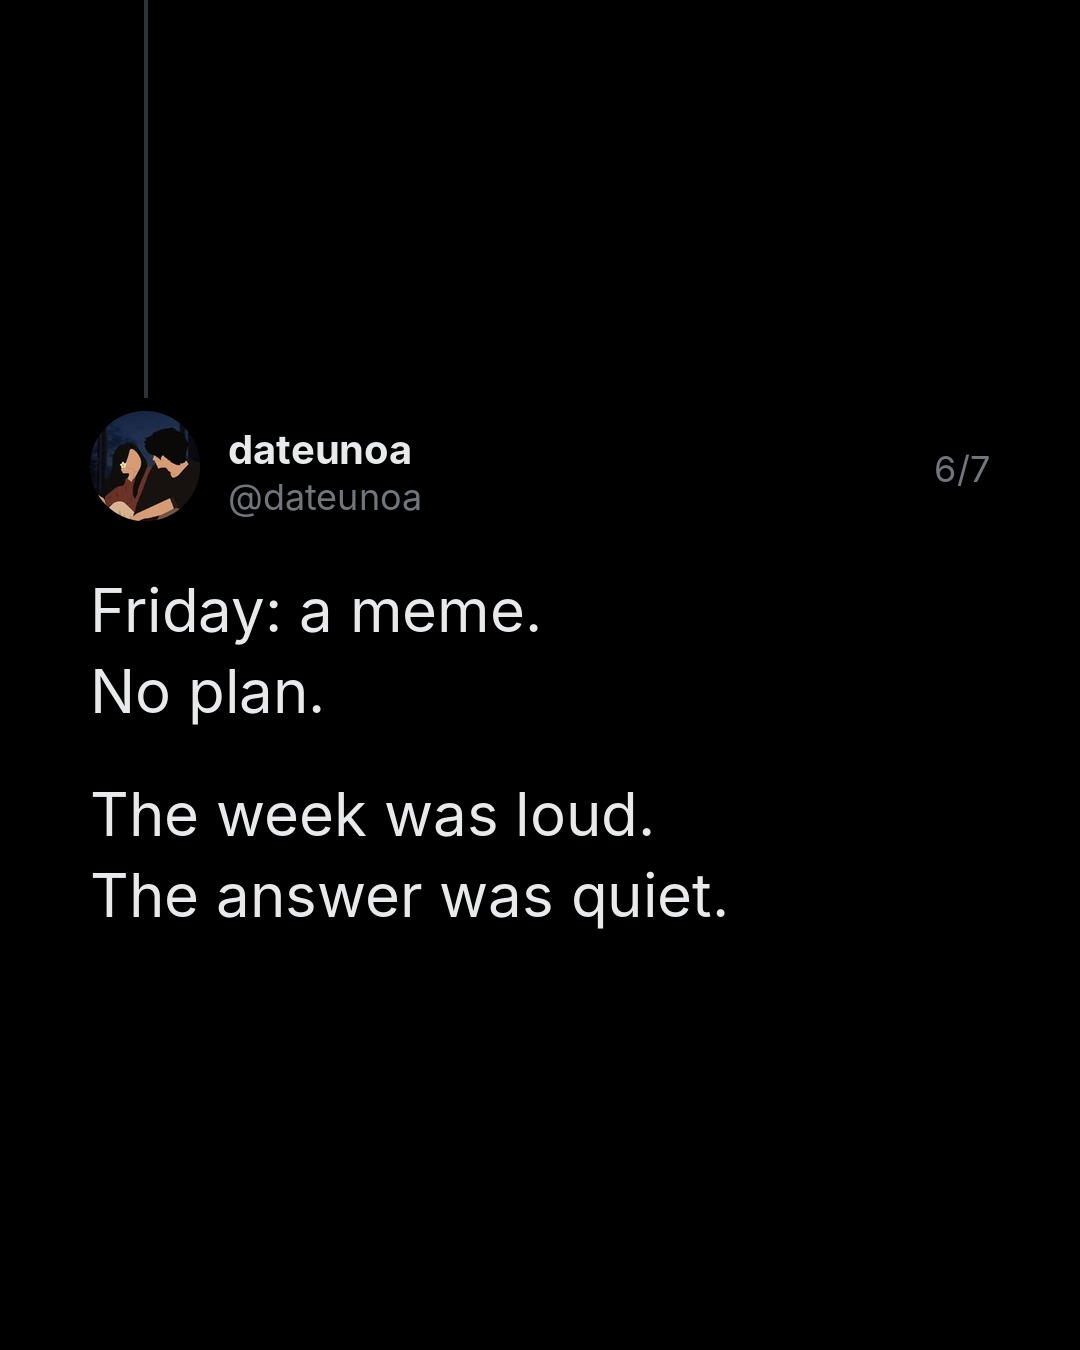 dateunoa
@dateunoa
6/7
Friday: a meme.
No plan.
The week was loud.
The answer was quiet.